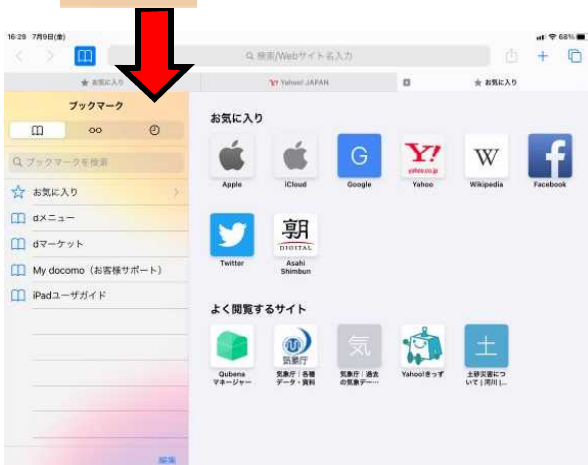 16:29 7月9日(金)
68%
検索/Webサイト名入力
★ お気に入り
Y! Yahoo! JAPAN
★ お気に入り
ブックマーク
ブックマークを検索
お気に入り
dメニュー
dマーケット
My docomo(お客様サポート)
iPadユーザガイド
編集
お気に入り
G
Y!
yahoo.co.jp
W
f
Apple
iCloud
Google
Yahoo
Wikipedia
Facebook
朝
DIGITAL
Twitter
Asahi
Shimbun
よく閲覧するサイト
気象庁
気
土
Qubena
マネージャー
気象庁|各種
データ・資料
気象庁|過去
の気象デー…
Yahoo!きっず
土砂災害につ
いて|河川|…